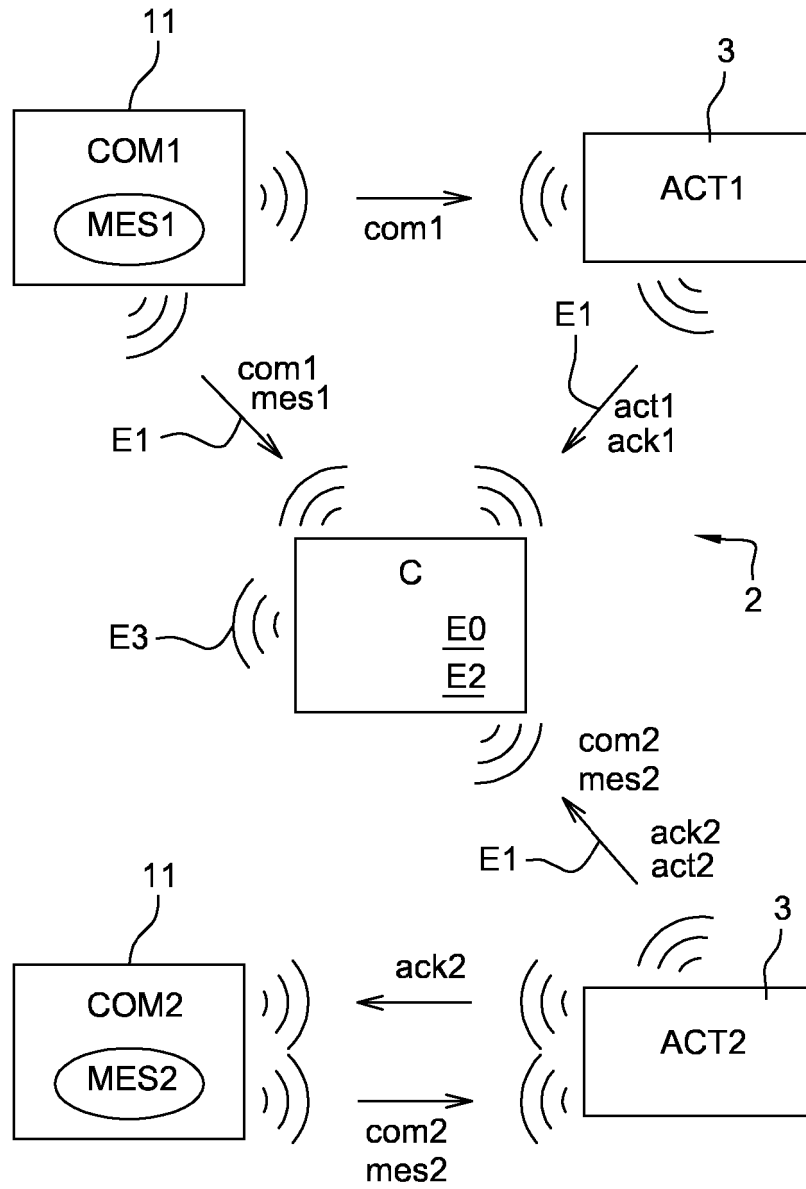 11
3
COM1
MES1
com1
ACT1
E1
com1
mes1
E1
act1
ack1
C
E0
E2
E3
2
com2
mes2
E1
ack2
act2
11
3
COM2
MES2
ack2
com2
mes2
ACT2